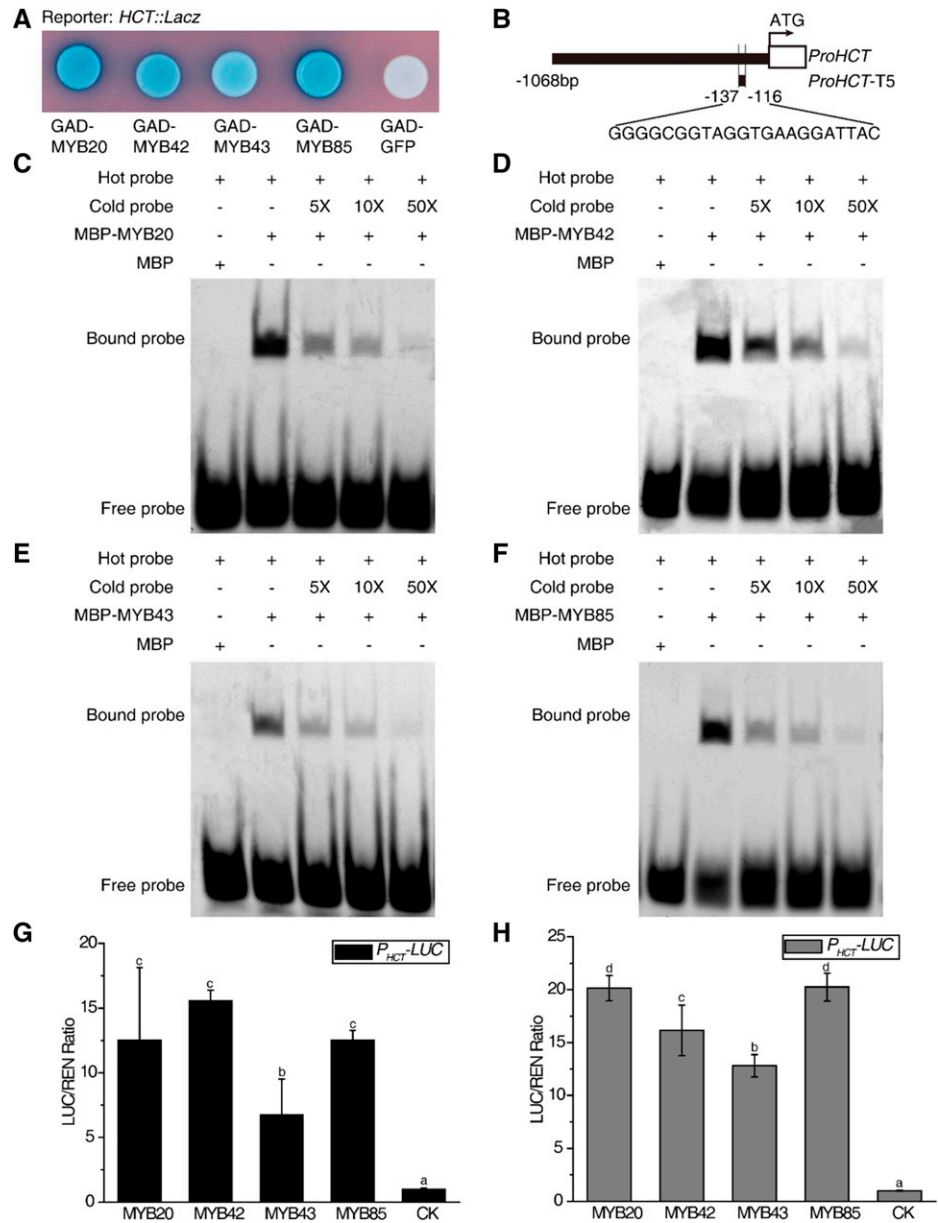 A Reporter: HCT::Lacz
GAD-MYB20 GAD-MYB42 GAD-MYB43 GAD-MYB85 GAD-GFP
B
ATG
ProHCT
-1068bp
ProHCT-T5
-137 -116
GGGGCGGTAGGTGAAGGATTAC
C
Hot probe + + + + +
Cold probe - - 5X 10X 50X
MBP-MYB20 - + + + +
MBP + - - - -
Bound probe
Free probe
D
Hot probe + + + + +
Cold probe - - 5X 10X 50X
MBP-MYB42 - + + + +
MBP + - - - -
Bound probe
Free probe
E
Hot probe + + + + +
Cold probe - - 5X 10X 50X
MBP-MYB43 - + + + +
MBP + - - - -
Bound probe
Free probe
F
Hot probe + + + + +
Cold probe - - 5X 10X 50X
MBP-MYB85 - + + + +
MBP + - - - -
Bound probe
Free probe
G
PHCT-LUC
LUC/REN Ratio
20
15
10
5
0
c c b c a
MYB20 MYB42 MYB43 MYB85 CK
H
PHCT-LUC
LUC/REN Ratio
25
20
15
10
5
0
d c b d a
MYB20 MYB42 MYB43 MYB85 CK